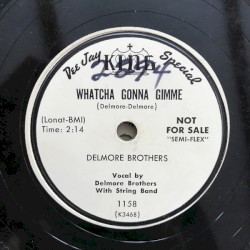 Dee Jay KING Special
2844
WHATCHA GONNA GIMME
(Delmore-Delmore)
(Lonat-BMI)
Time: 2:14
NOT
FOR SALE
"SEMI-FLEX"
DELMORE BROTHERS
Vocal by
Delmore Brothers
With String Band
1158
(K3468)